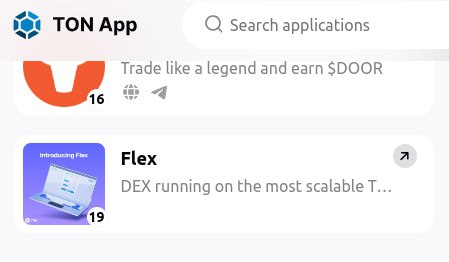 TON App
Search applications
Trade like a legend and earn $DOOR
16
Introducing Flex
Flex
DEX running on the most scalable T...
19